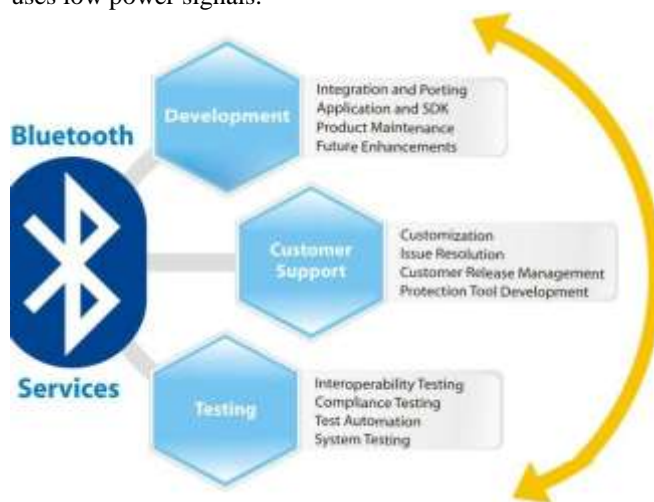 uses low power signals.
Bluetooth
Services
Development
Integration and Porting
Application and SDK
Product Maintenance
Future Enhancements
Customer
Support
Customization
Issue Resolution
Customer Release Management
Protection Tool Development
Testing
Interoperability Testing
Compliance Testing
Test Automation
System Testing